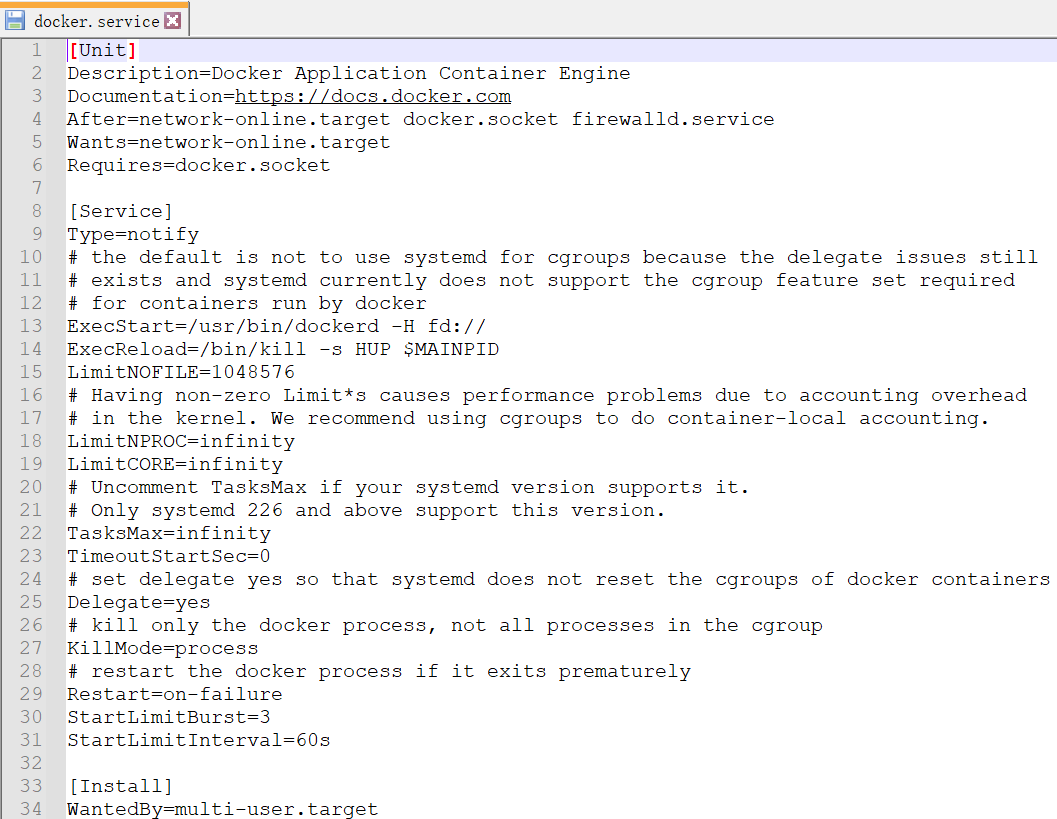 docker.service
1 [Unit]
2 Description=Docker Application Container Engine
3 Documentation=https://docs.docker.com
4 After=network-online.target docker.socket firewalld.service
5 Wants=network-online.target
6 Requires=docker.socket
7
8 [Service]
9 Type=notify
10 # the default is not to use systemd for cgroups because the delegate issues still
11 # exists and systemd currently does not support the cgroup feature set required
12 # for containers run by docker
13 ExecStart=/usr/bin/dockerd -H fd://
14 ExecReload=/bin/kill -s HUP $MAINPID
15 LimitNOFILE=1048576
16 # Having non-zero Limit*s causes performance problems due to accounting overhead
17 # in the kernel. We recommend using cgroups to do container-local accounting.
18 LimitNPROC=infinity
19 LimitCORE=infinity
20 # Uncomment TasksMax if your systemd version supports it.
21 # Only systemd 226 and above support this version.
22 TasksMax=infinity
23 TimeoutStartSec=0
24 # set delegate yes so that systemd does not reset the cgroups of docker containers
25 Delegate=yes
26 # kill only the docker process, not all processes in the cgroup
27 KillMode=process
28 # restart the docker process if it exits prematurely
29 Restart=on-failure
30 StartLimitBurst=3
31 StartLimitInterval=60s
32
33 [Install]
34 WantedBy=multi-user.target